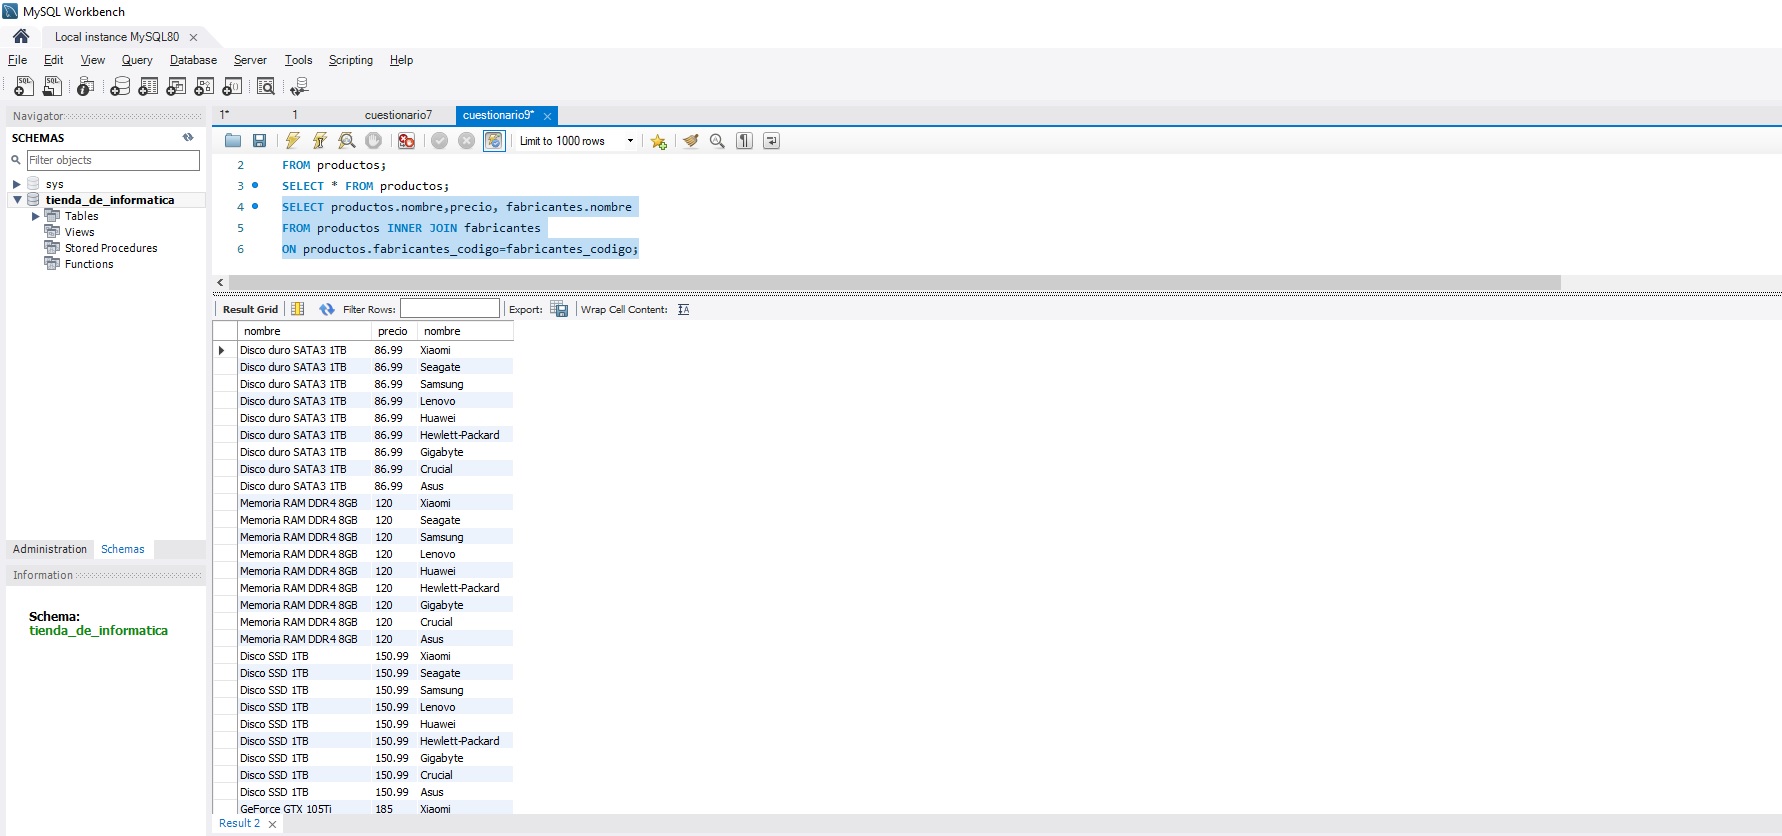 MySQL Workbench
Local instance MySQL80
File Edit View Query Database Server Tools Scripting Help
Navigator
SCHEMAS
Filter objects
sys
tienda_de_informatica
Tables
Views
Stored Procedures
Functions
Administration Schemas
Information
Schema:
tienda_de_informatica
1* 1 cuestionario7 cuestionario9*
Limit to 1000 rows
2 FROM productos;
3 SELECT * FROM productos;
4 SELECT productos.nombre,precio, fabricantes.nombre
5 FROM productos INNER JOIN fabricantes
6 ON productos.fabricantes_codigo=fabricantes_codigo;
Result Grid Filter Rows: Export: Wrap Cell Content:
nombre precio nombre
Disco duro SATA3 1TB 86.99 Xiaomi
Disco duro SATA3 1TB 86.99 Seagate
Disco duro SATA3 1TB 86.99 Samsung
Disco duro SATA3 1TB 86.99 Lenovo
Disco duro SATA3 1TB 86.99 Huawei
Disco duro SATA3 1TB 86.99 Hewlett-Packard
Disco duro SATA3 1TB 86.99 Gigabyte
Disco duro SATA3 1TB 86.99 Crucial
Disco duro SATA3 1TB 86.99 Asus
Memoria RAM DDR4 8GB 120 Xiaomi
Memoria RAM DDR4 8GB 120 Seagate
Memoria RAM DDR4 8GB 120 Samsung
Memoria RAM DDR4 8GB 120 Lenovo
Memoria RAM DDR4 8GB 120 Huawei
Memoria RAM DDR4 8GB 120 Hewlett-Packard
Memoria RAM DDR4 8GB 120 Gigabyte
Memoria RAM DDR4 8GB 120 Crucial
Memoria RAM DDR4 8GB 120 Asus
Disco SSD 1TB 150.99 Xiaomi
Disco SSD 1TB 150.99 Seagate
Disco SSD 1TB 150.99 Samsung
Disco SSD 1TB 150.99 Lenovo
Disco SSD 1TB 150.99 Huawei
Disco SSD 1TB 150.99 Hewlett-Packard
Disco SSD 1TB 150.99 Gigabyte
Disco SSD 1TB 150.99 Crucial
Disco SSD 1TB 150.99 Asus
GeForce GTX 105Ti 185 Xiaomi
Result 2